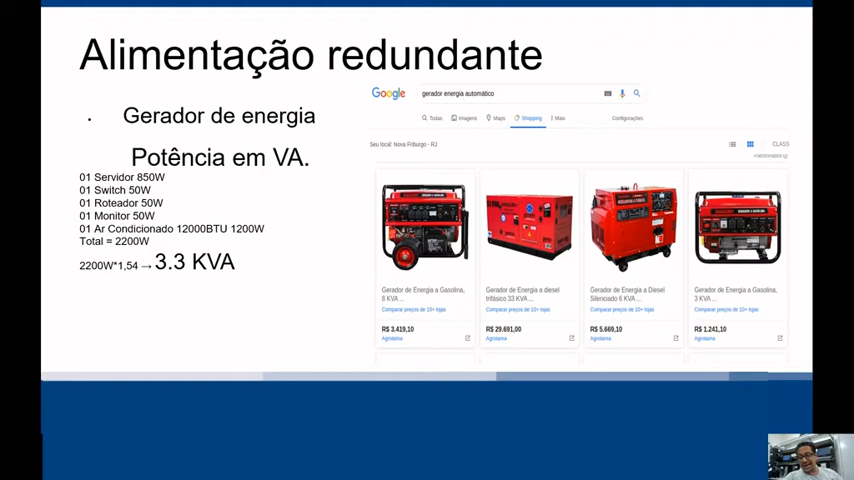 Alimentação redundante
• Gerador de energia
Potência em VA.
01 Servidor 850W
01 Switch 50W
01 Roteador 50W
01 Monitor 50W
01 Ar Condicionado 12000BTU 1200W
Total = 2200W
2200W*1,54 → 3.3 KVA
Google
gerador energia automático
Todas Imagens Maps Shopping Mais Configurações
Seu local: Nova Friburgo - RJ
CLASS
Gerador de Energia a Gasolina,
8 KVA ...
Comparar preços de 10+ lojas
R$ 3.419,10
Agrotama
Gerador de Energia a diesel
trifásico 33 KVA ...
Comparar preços de 10+ lojas
R$ 29.691,00
Agrotama
Gerador de Energia a Diesel
Silenciado 6 KVA ...
Comparar preços de 10+ lojas
R$ 5.669,10
Agrotama
Gerador de Energia a Gasolina,
3 KVA ...
Comparar preços de 10+ lojas
R$ 1.241,10
Agrotama